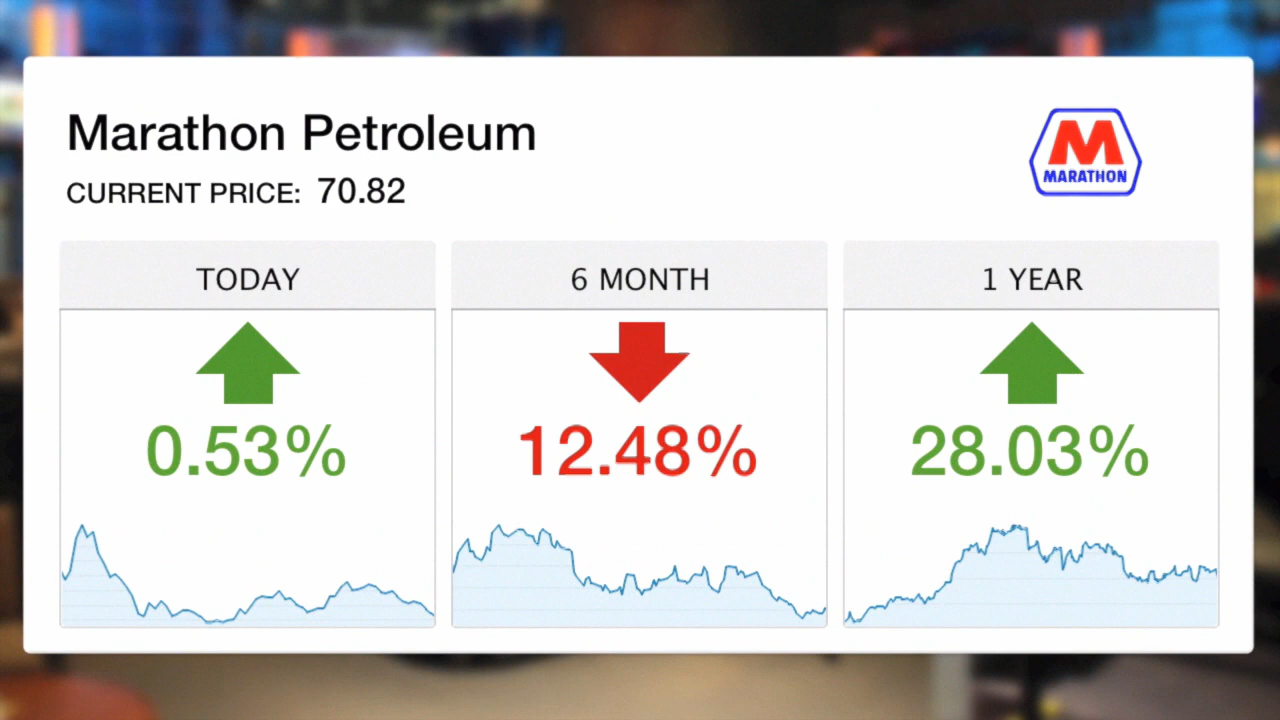 Marathon Petroleum
CURRENT PRICE: 70.82
M
MARATHON
TODAY
6 MONTH
1 YEAR
0.53%
12.48%
28.03%